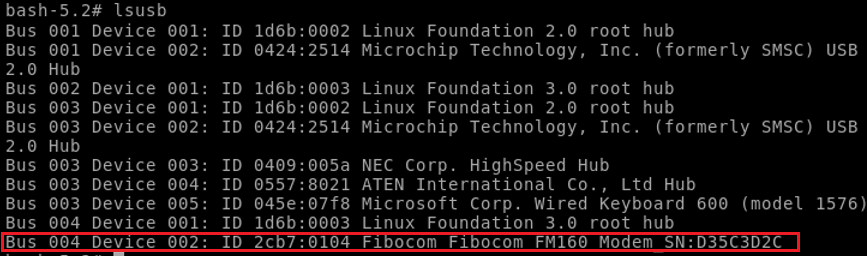 bash-5.2# lsusb
Bus 001 Device 001: ID 1d6b:0002 Linux Foundation 2.0 root hub
Bus 001 Device 002: ID 0424:2514 Microchip Technology, Inc. (formerly SMSC) USB
2.0 Hub
Bus 002 Device 001: ID 1d6b:0003 Linux Foundation 3.0 root hub
Bus 003 Device 001: ID 1d6b:0002 Linux Foundation 2.0 root hub
Bus 003 Device 002: ID 0424:2514 Microchip Technology, Inc. (formerly SMSC) USB
2.0 Hub
Bus 003 Device 003: ID 0409:005a NEC Corp. HighSpeed Hub
Bus 003 Device 004: ID 0557:8021 ATEN International Co., Ltd Hub
Bus 003 Device 005: ID 045e:07f8 Microsoft Corp. Wired Keyboard 600 (model 1576)
Bus 004 Device 001: ID 1d6b:0003 Linux Foundation 3.0 root hub
Bus 004 Device 002: ID 2cb7:0104 Fibocom Fibocom FM160 Modem_SN:D35C3D2C
bash-5.2#